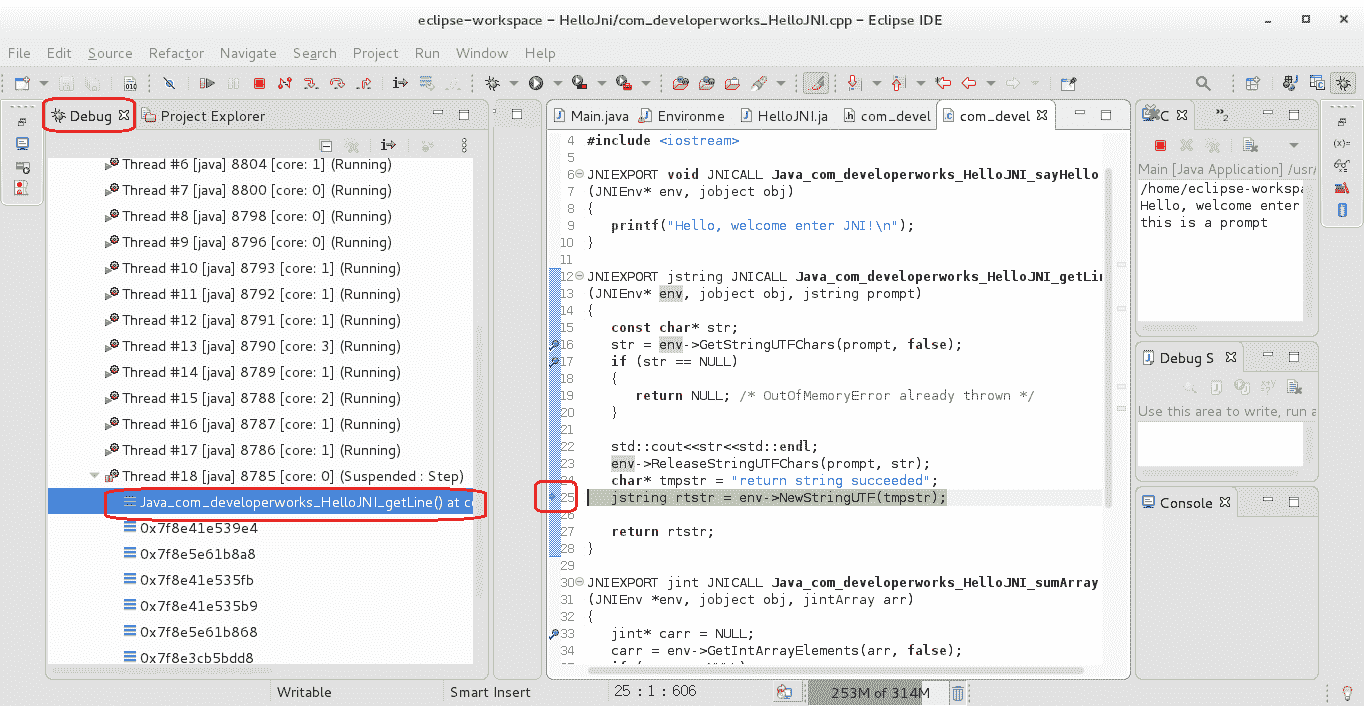 eclipse-workspace – HelloJni/com_developerworks_HelloJNI.cpp – Eclipse IDE
File Edit Source Refactor Navigate Search Project Run Window Help
Debug Project Explorer
Thread #6 [java] 8804 [core: 1] (Running)
Thread #7 [java] 8800 [core: 0] (Running)
Thread #8 [java] 8798 [core: 0] (Running)
Thread #9 [java] 8796 [core: 0] (Running)
Thread #10 [java] 8793 [core: 1] (Running)
Thread #11 [java] 8792 [core: 1] (Running)
Thread #12 [java] 8791 [core: 1] (Running)
Thread #13 [java] 8790 [core: 3] (Running)
Thread #14 [java] 8789 [core: 1] (Running)
Thread #15 [java] 8788 [core: 2] (Running)
Thread #16 [java] 8787 [core: 1] (Running)
Thread #17 [java] 8786 [core: 1] (Running)
Thread #18 [java] 8785 [core: 0] (Suspended : Step)
Java_com_developerworks_HelloJNI_getLine() at co
0x7f8e41e539e4
0x7f8e5e61b8a8
0x7f8e41e535fb
0x7f8e41e535b9
0x7f8e5e61b868
0x7f8e3cb5bdd8
Main.java Environme HelloJNI.ja com_devel com_devel
4 #include <iostream>
5
6 JNIEXPORT void JNICALL Java_com_developerworks_HelloJNI_sayHello
7 (JNIEnv* env, jobject obj)
8 {
9 printf("Hello, welcome enter JNI!\n");
10 }
11
12 JNIEXPORT jstring JNICALL Java_com_developerworks_HelloJNI_getLin
13 (JNIEnv* env, jobject obj, jstring prompt)
14 {
15 const char* str;
16 str = env->GetStringUTFChars(prompt, false);
17 if (str == NULL)
18 {
19 return NULL; /* OutOfMemoryError already thrown */
20 }
21
22 std::cout<<str<<std::endl;
23 env->ReleaseStringUTFChars(prompt, str);
24 char* tmpstr = "return string succeeded";
25 jstring rtstr = env->NewStringUTF(tmpstr);
26
27 return rtstr;
28 }
29
30 JNIEXPORT jint JNICALL Java_com_developerworks_HelloJNI_sumArray
31 (JNIEnv *env, jobject obj, jintArray arr)
32 {
33 jint* carr = NULL;
34 carr = env->GetIntArrayElements(arr, false);
C
2
Main [Java Application] /usr/
/home/eclipse-workspa
Hello, welcome enter
this is a prompt
Debug S
Use this area to write, run a
Console
Writable Smart Insert 25 : 1 : 606 253M of 314M